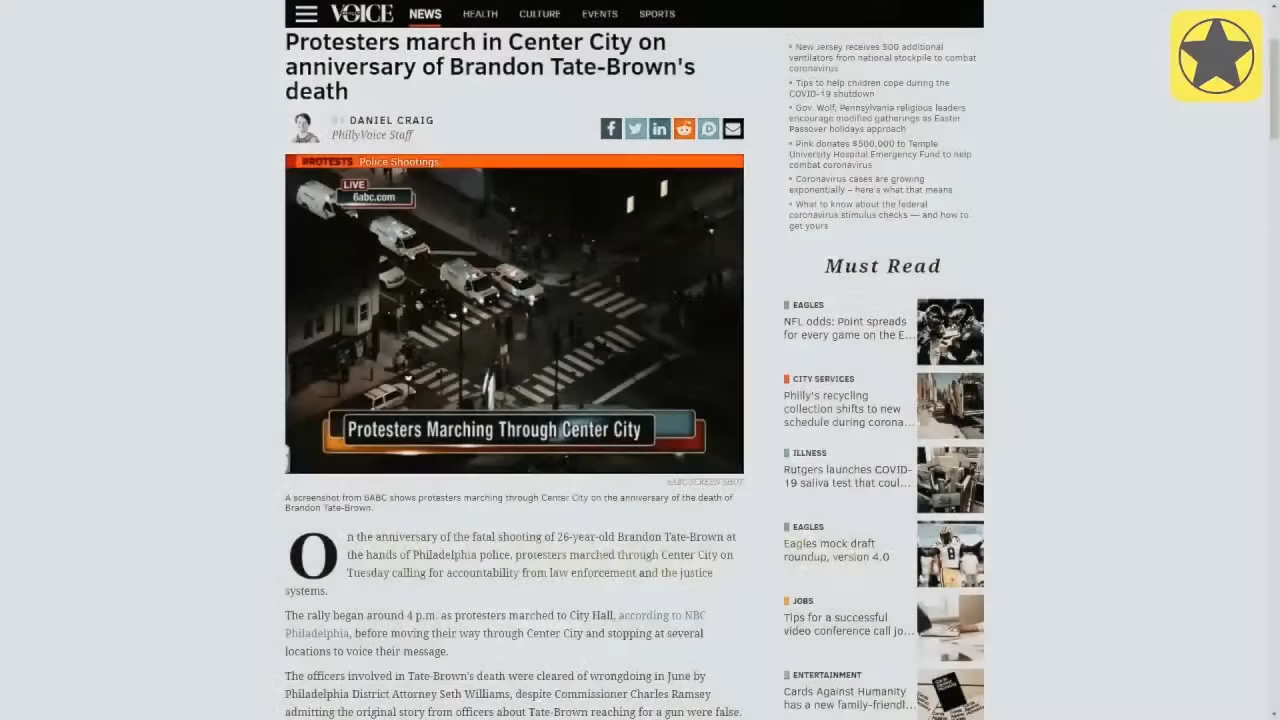 VOICE
NEWS
HEALTH
CULTURE
EVENTS
SPORTS
Protesters march in Center City on
anniversary of Brandon Tate-Brown's
death
BY DANIEL CRAIG
PhillyVoice Staff
PROTESTS Police Shootings
LIVE
6abc.com
Protesters Marching Through Center City
6ABC/SCREEN SHOT
A screenshot from 6ABC shows protesters marching through Center City on the anniversary of the death of
Brandon Tate-Brown.
On the anniversary of the fatal shooting of 26-year-old Brandon Tate-Brown at
the hands of Philadelphia police, protesters marched through Center City on
Tuesday calling for accountability from law enforcement and the justice
systems.
The rally began around 4 p.m. as protesters marched to City Hall, according to NBC
Philadelphia, before moving their way through Center City and stopping at several
locations to voice their message.
The officers involved in Tate-Brown's death were cleared of wrongdoing in June by
Philadelphia District Attorney Seth Williams, despite Commissioner Charles Ramsey
admitting the original story from officers about Tate-Brown reaching for a gun were false.
New Jersey receives 500 additional
ventilators from national stockpile to combat
coronavirus
Tips to help children cope during the
COVID-19 shutdown
Gov. Wolf, Pennsylvania religious leaders
encourage modified gatherings as Easter
Passover holidays approach
Pink donates $500,000 to Temple
University Hospital Emergency Fund to help
combat coronavirus
Coronavirus cases are growing
exponentially – here's what that means
What to know about the federal
coronavirus stimulus checks — and how to
get yours
Must Read
EAGLES
NFL odds: Point spreads
for every game on the E...
CITY SERVICES
Philly's recycling
collection shifts to new
schedule during corona...
ILLNESS
Rutgers launches COVID-
19 saliva test that coul...
EAGLES
Eagles mock draft
roundup, version 4.0
JOBS
Tips for a successful
video conference call jo...
ENTERTAINMENT
Cards Against Humanity
has a new family-friendl...